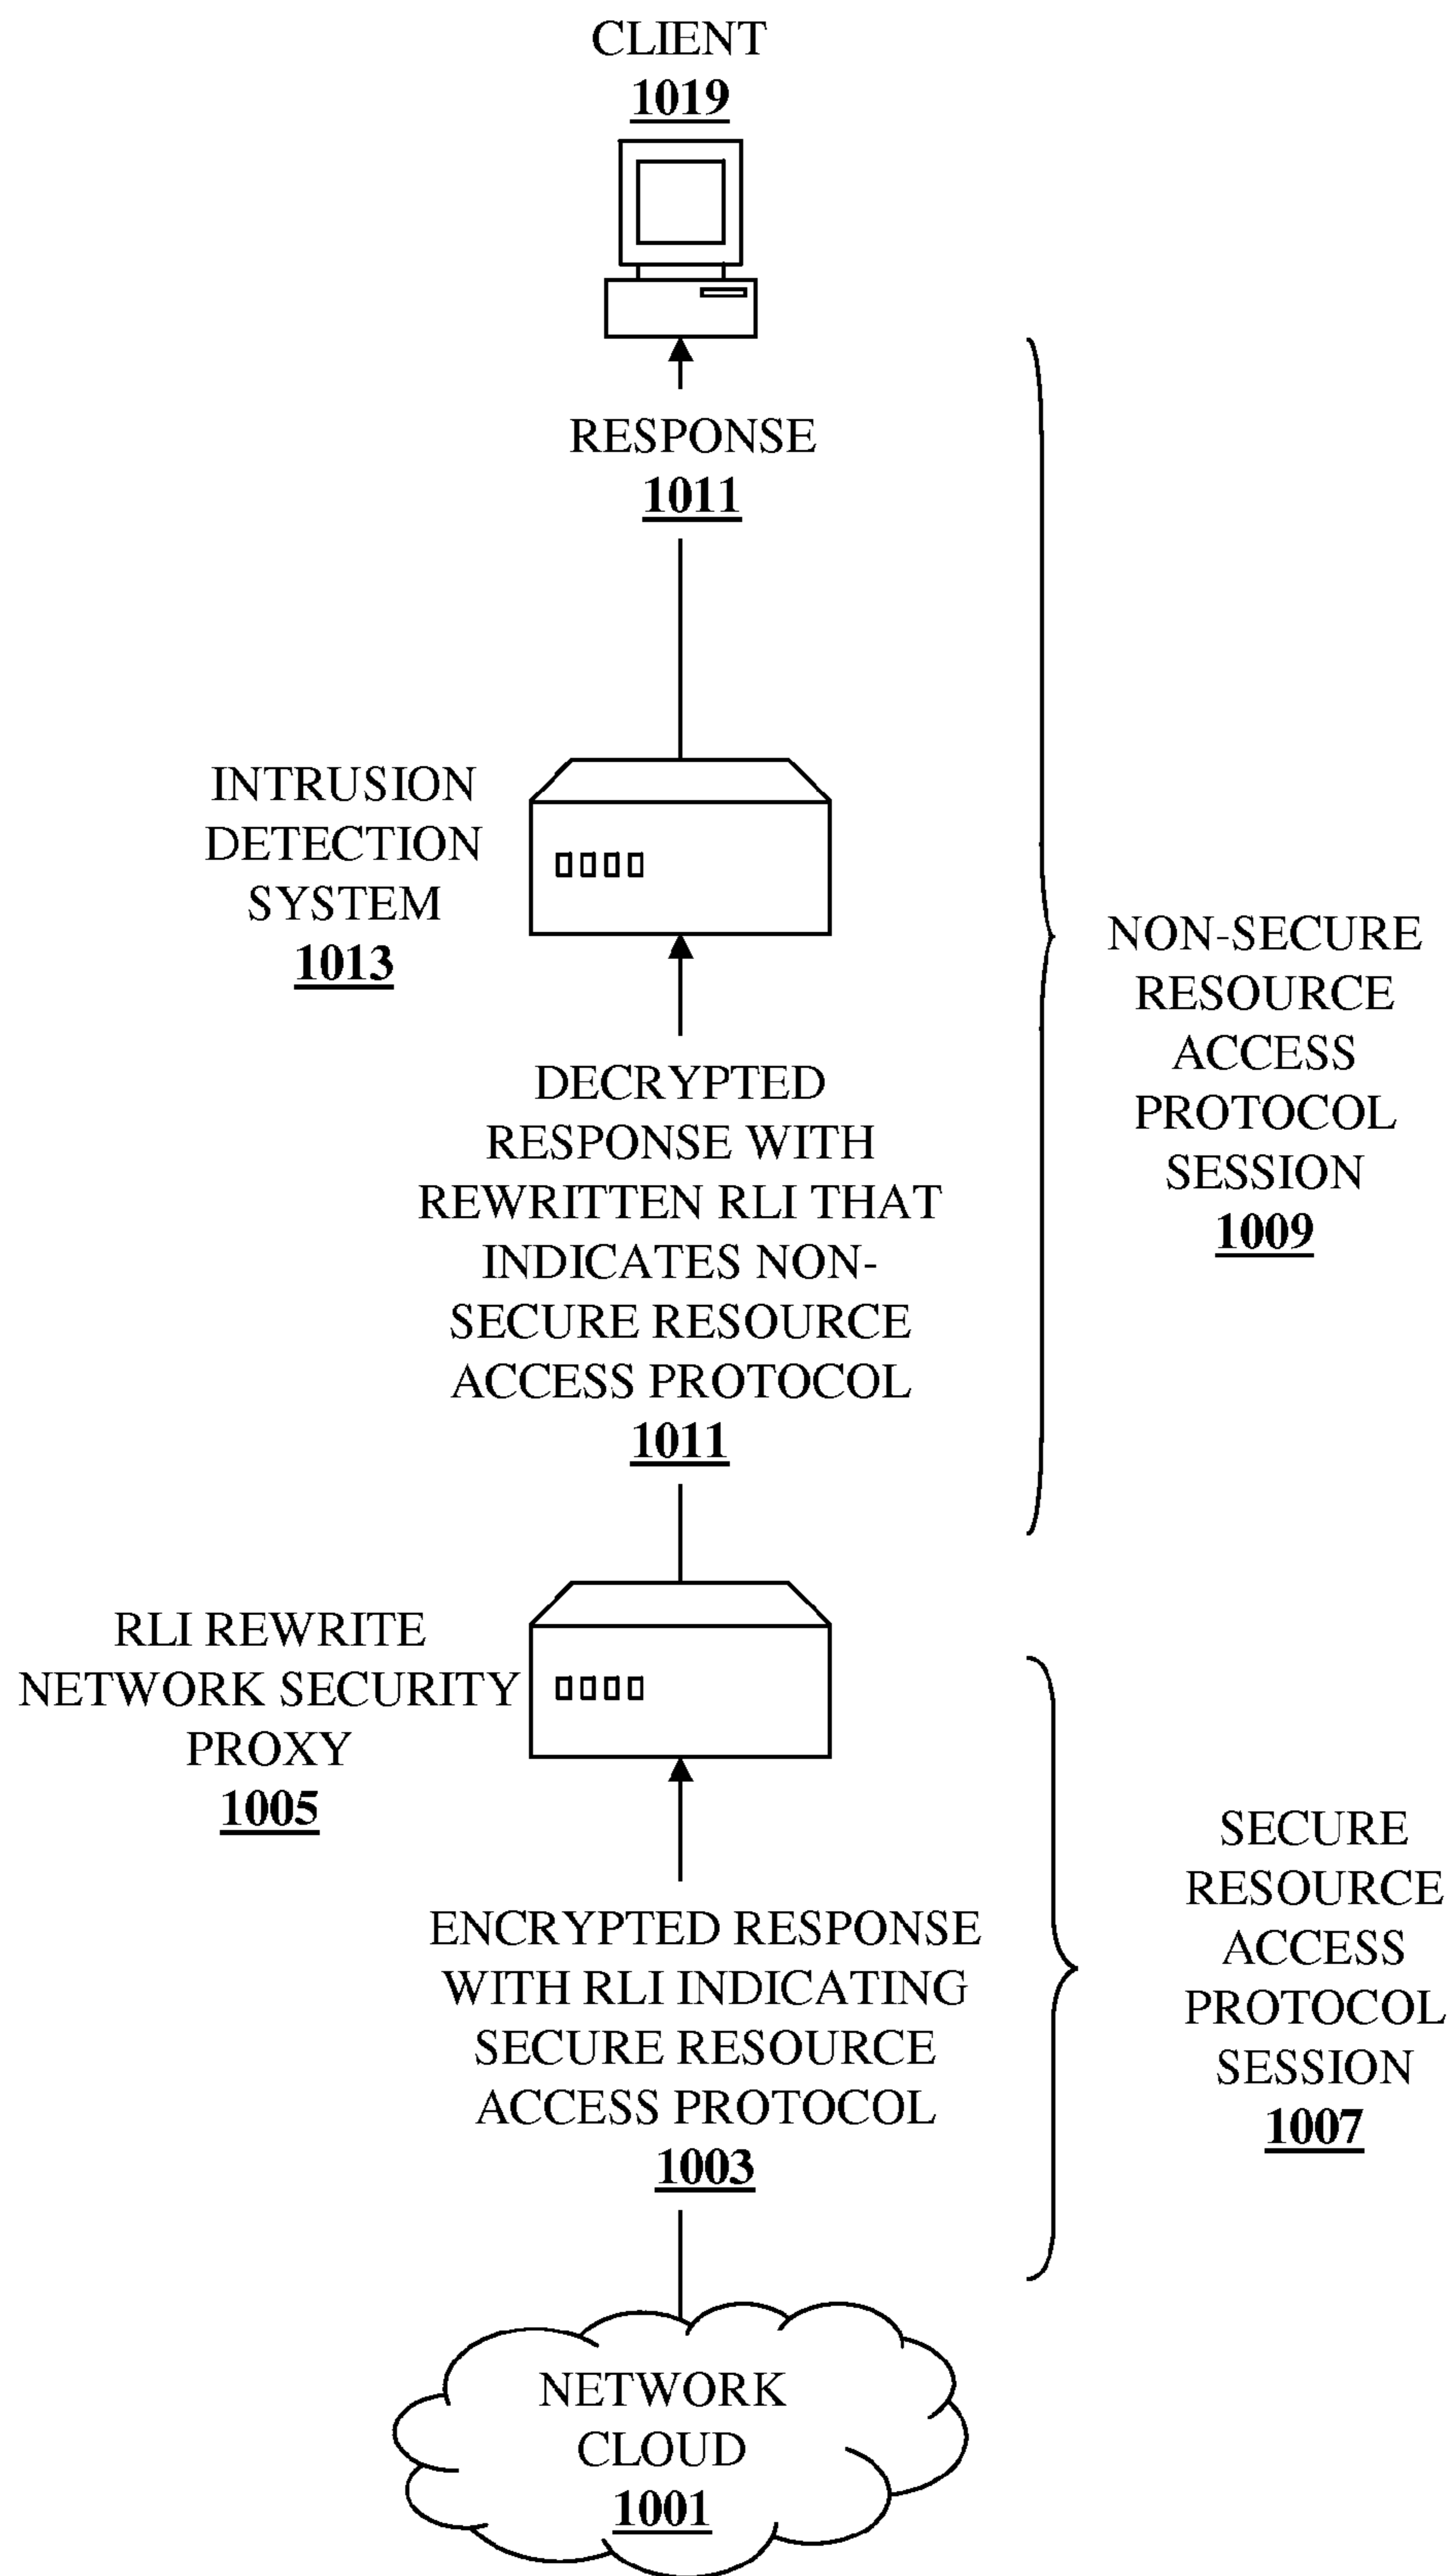 CLIENT
1019
RESPONSE
1011
INTRUSION
DETECTION
SYSTEM
1013
NON-SECURE
RESOURCE
ACCESS
PROTOCOL
SESSION
1009
DECRYPTED
RESPONSE WITH
REWRITTEN RLI THAT
INDICATES NON-
SECURE RESOURCE
ACCESS PROTOCOL
1011
RLI REWRITE
NETWORK SECURITY
PROXY
1005
SECURE
RESOURCE
ACCESS
PROTOCOL
SESSION
1007
ENCRYPTED RESPONSE
WITH RLI INDICATING
SECURE RESOURCE
ACCESS PROTOCOL
1003
NETWORK
CLOUD
1001